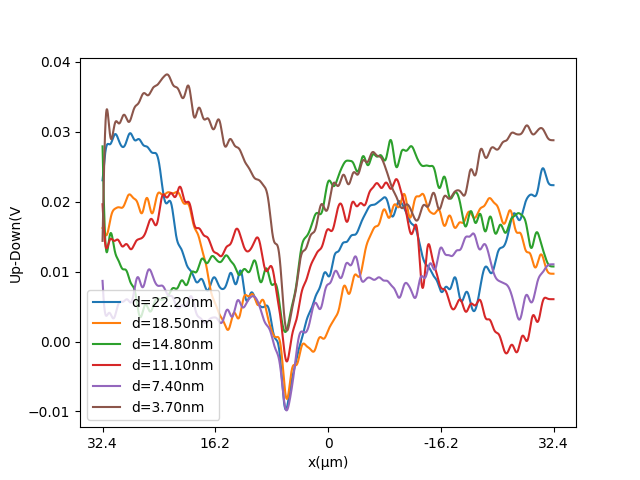 0.04
0.03
0.02
0.01
0.00
−0.01
Up-Down(V
d=22.20nm
d=18.50nm
d=14.80nm
d=11.10nm
d=7.40nm
d=3.70nm
32.4 16.2 0 -16.2 32.4
x(μm)